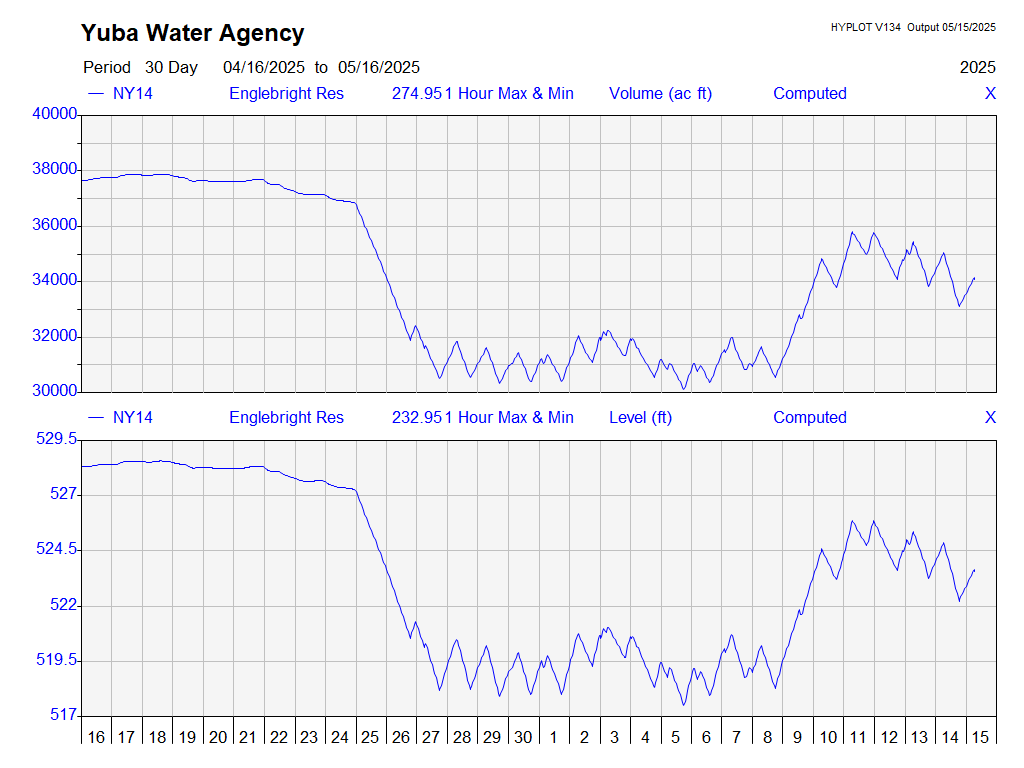 Yuba Water Agency
HYPLOT V134 Output 05/15/2025
Period 30 Day 04/16/2025 to 05/16/2025
2025
NY14 Englebright Res 274.951 Hour Max & Min Volume (ac ft) Computed X
40000
38000
36000
34000
32000
30000
NY14 Englebright Res 232.951 Hour Max & Min Level (ft) Computed X
529.5
527
524.5
522
519.5
517
16 17 18 19 20 21 22 23 24 25 26 27 28 29 30 1 2 3 4 5 6 7 8 9 10 11 12 13 14 15